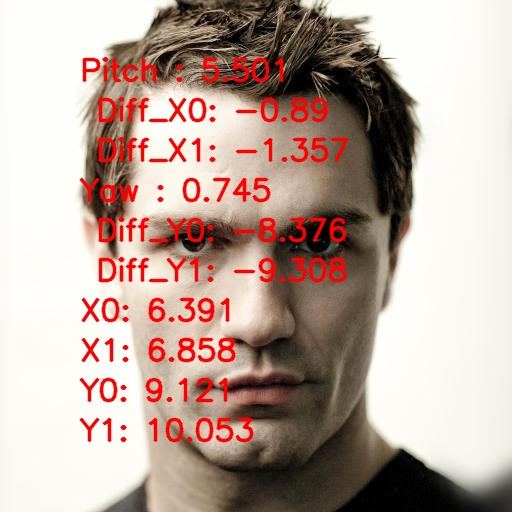 Pitch : 5.501
Diff_X0: -0.89
Diff_X1: -1.357
Yaw : 0.745
Diff_Y0: -8.376
Diff_Y1: -9.308
X0: 6.391
X1: 6.858
Y0: 9.121
Y1: 10.053